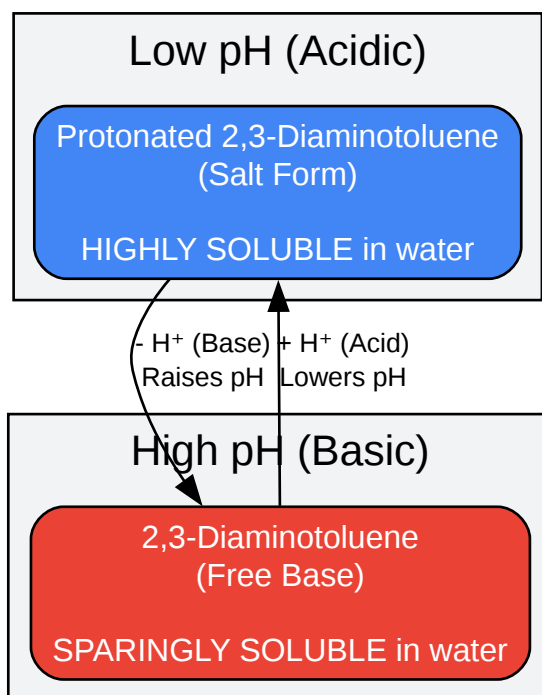 Low pH (Acidic)
Protonated 2,3-Diaminotoluene
(Salt Form)
HIGHLY SOLUBLE in water
- H⁺ (Base)
Raises pH
+ H⁺ (Acid)
Lowers pH
High pH (Basic)
2,3-Diaminotoluene
(Free Base)
SPARINGLY SOLUBLE in water